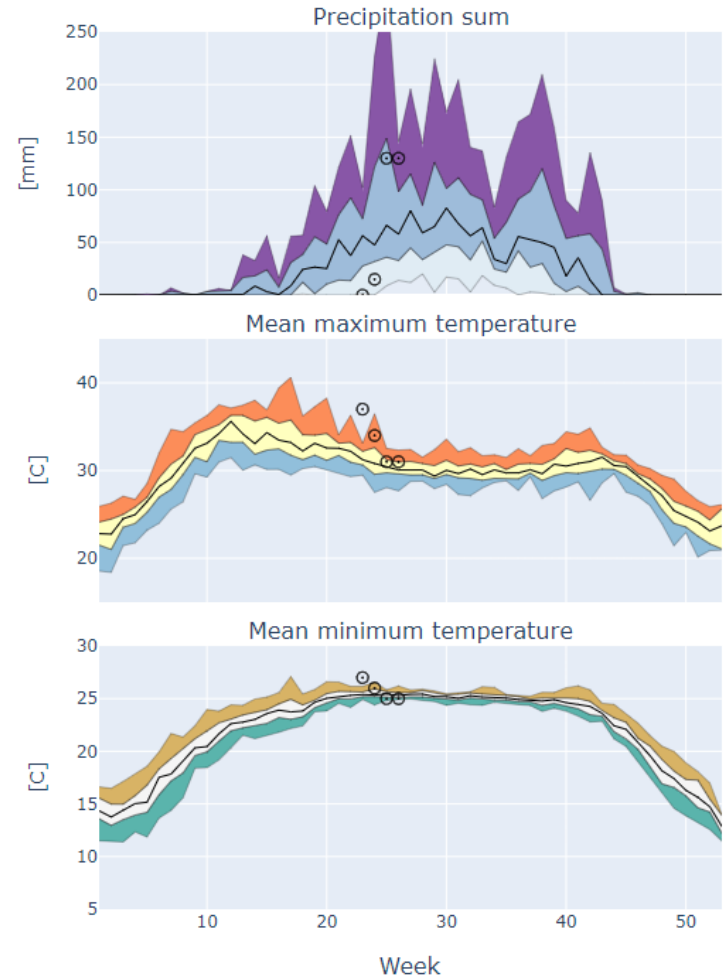 Precipitation sum
250
200
150
100
50
0
[mm]
Mean maximum temperature
40
30
20
[C]
Mean minimum temperature
30
25
20
15
10
5
[C]
10 20 30 40 50
Week